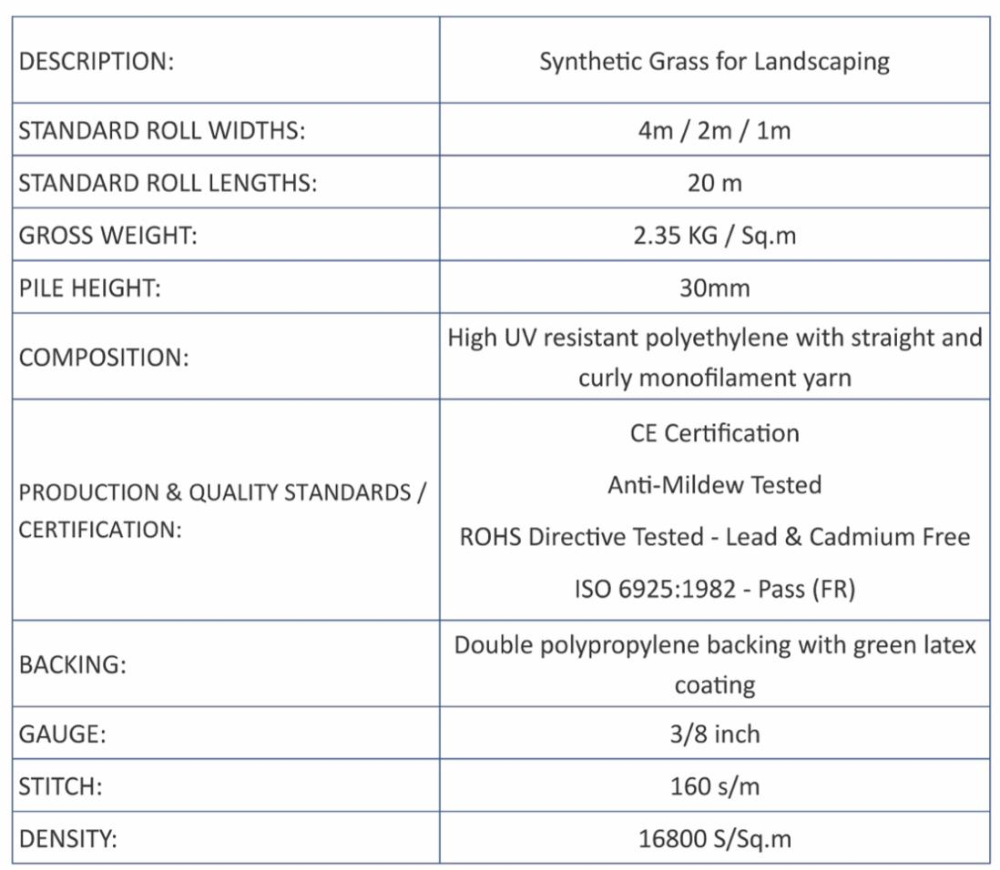 DESCRIPTION:
Synthetic Grass for Landscaping
STANDARD ROLL WIDTHS:
4m / 2m / 1m
STANDARD ROLL LENGTHS:
20 m
GROSS WEIGHT:
2.35 KG / Sq.m
PILE HEIGHT:
30mm
COMPOSITION:
High UV resistant polyethylene with straight and
curly monofilament yarn
PRODUCTION & QUALITY STANDARDS /
CERTIFICATION:
CE Certification
Anti-Mildew Tested
ROHS Directive Tested - Lead & Cadmium Free
ISO 6925:1982 - Pass (FR)
BACKING:
Double polypropylene backing with green latex
coating
GAUGE:
3/8 inch
STITCH:
160 s/m
DENSITY:
16800 S/Sq.m